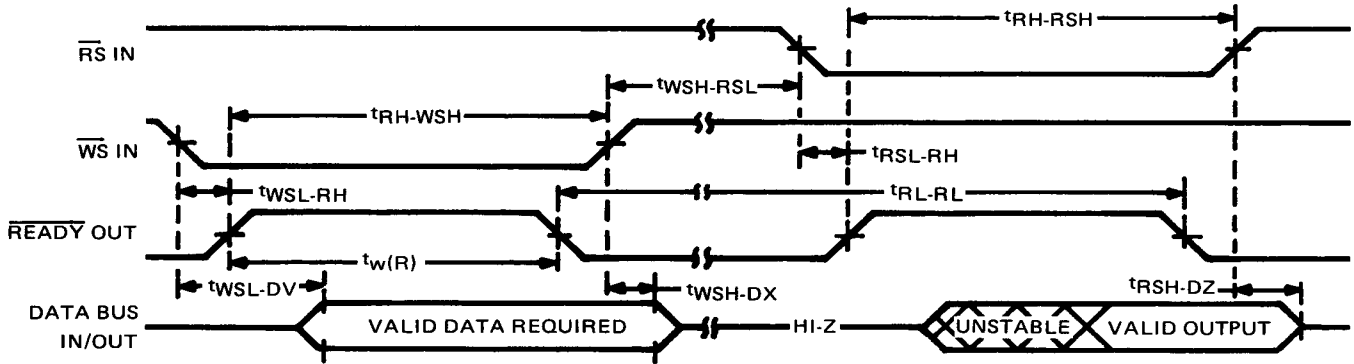 tRH-RSH
RS IN
tWSH-RSL
tRH-WSH
WS IN
tRSL-RH
tWSL-RH
tRL-RL
READY OUT
tw(R)
tWSL-DV
tWSH-DX
tRSH-DZ
DATA BUS
IN/OUT
VALID DATA REQUIRED
HI-Z
UNSTABLE
VALID OUTPUT